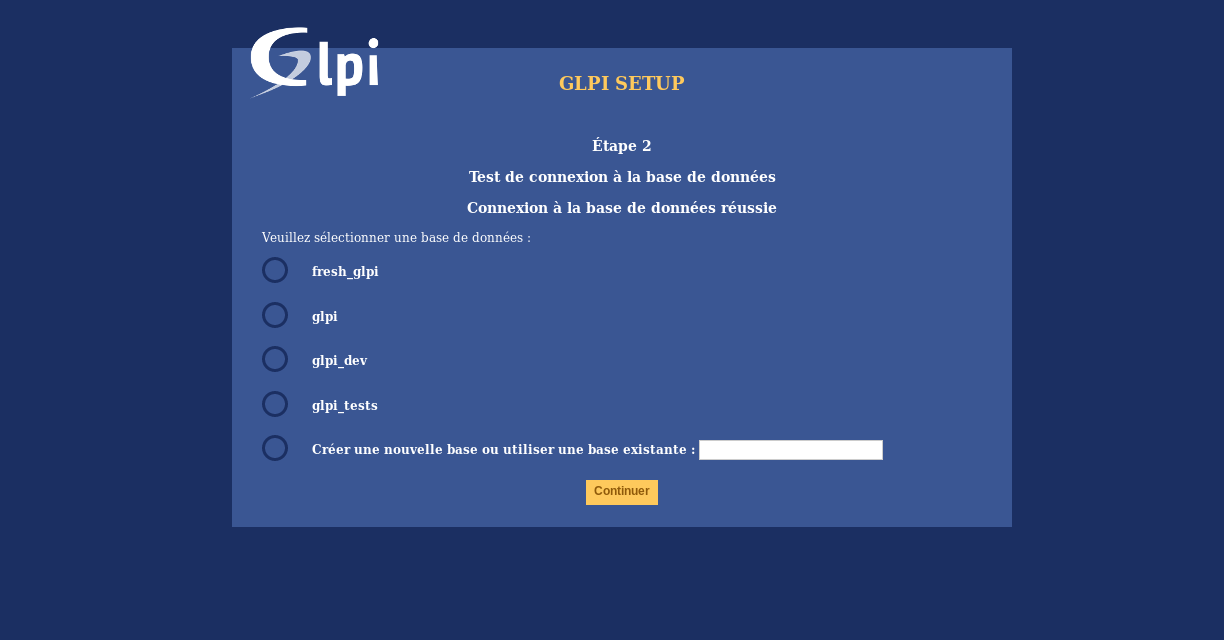 Glpi
GLPI SETUP
Étape 2
Test de connexion à la base de données
Connexion à la base de données réussie
Veuillez sélectionner une base de données :
fresh_glpi
glpi
glpi_dev
glpi_tests
Créer une nouvelle base ou utiliser une base existante :
Continuer